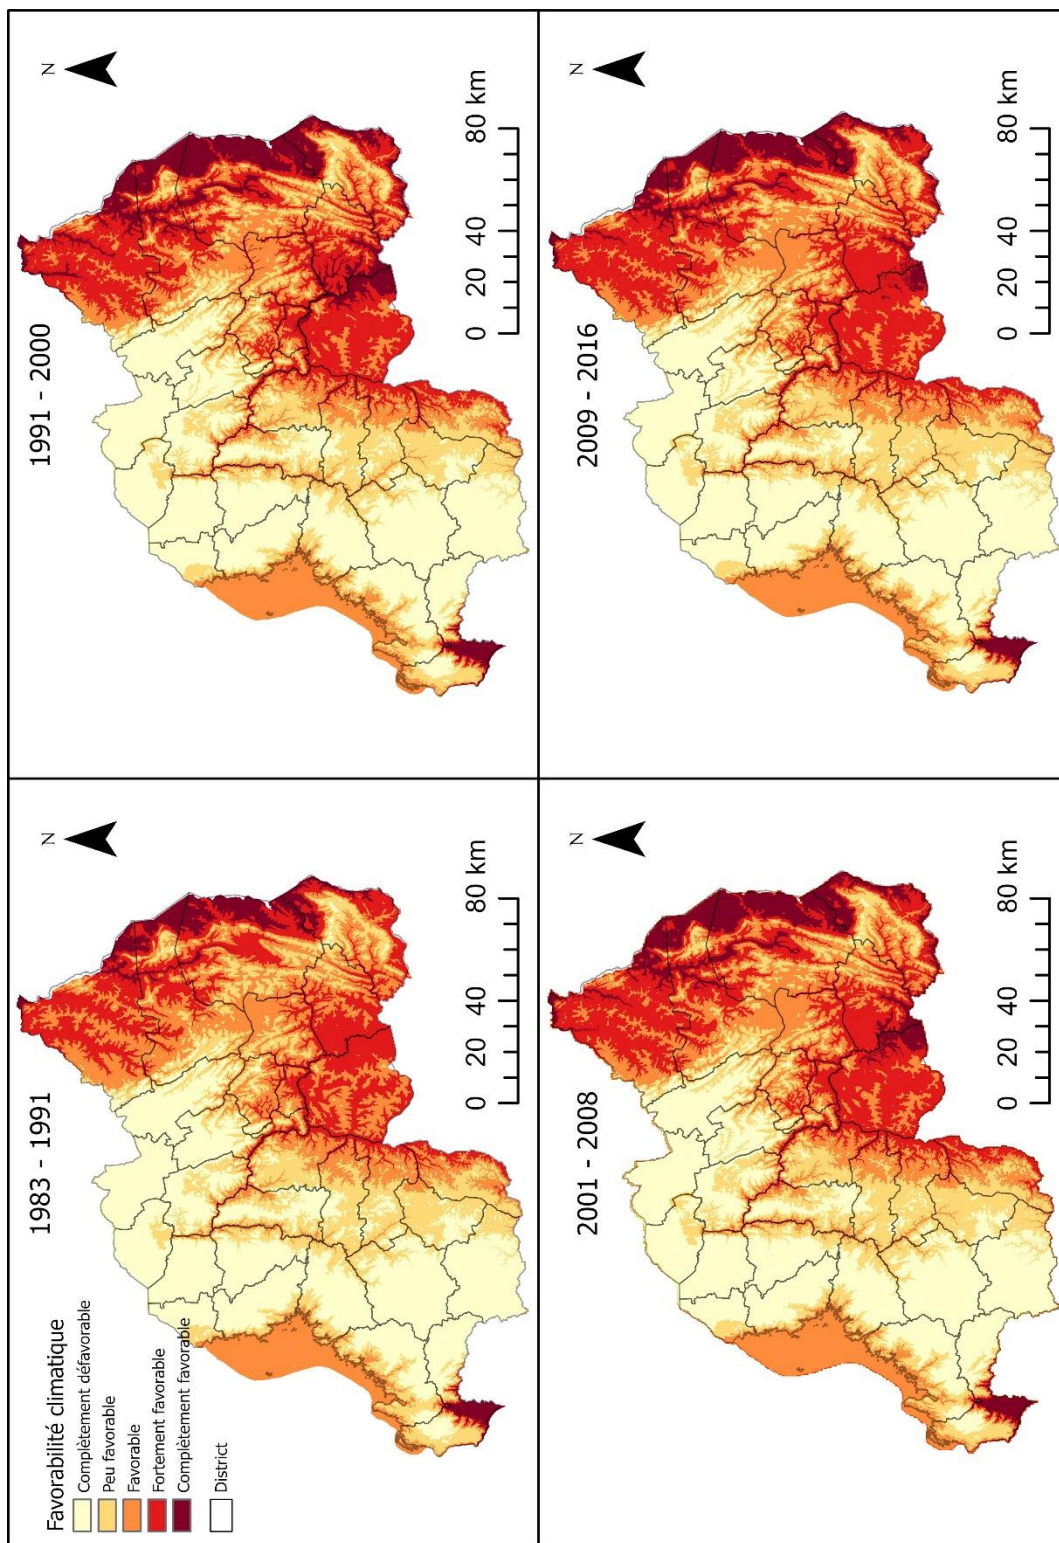 1983 - 1991
N
Favorabilité climatique
Complètement défavorable
Peu favorable
Favorable
Fortement favorable
Complètement favorable
District
0 20 40 80 km
1991 - 2000
N
0 20 40 80 km
2001 - 2008
N
0 20 40 80 km
2009 - 2016
N
0 20 40 80 km